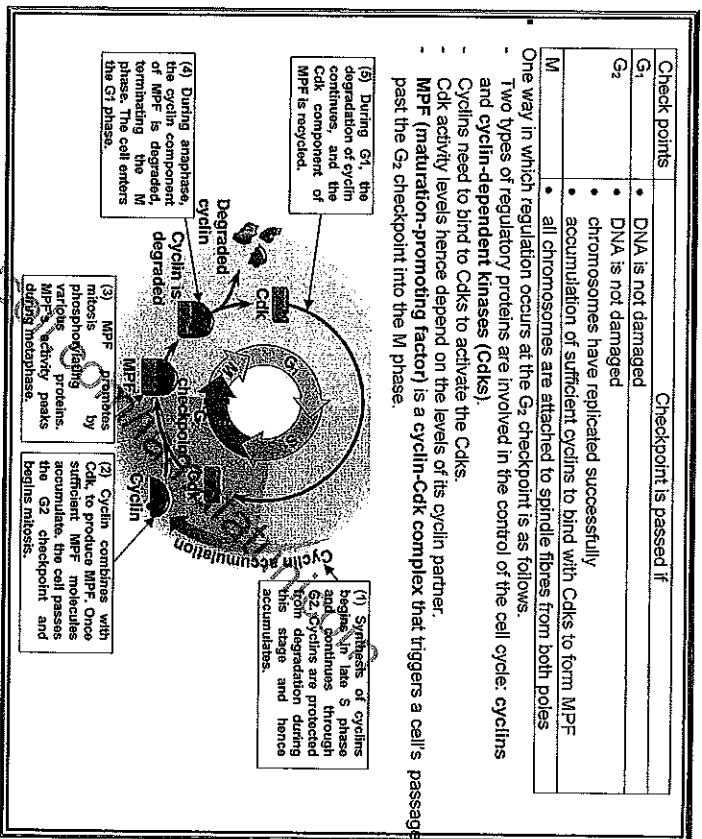 Check points
Checkpoint is passed if
G1
• DNA is not damaged
G2
• DNA is not damaged
• chromosomes have replicated successfully
• accumulation of sufficient cyclins to bind with Cdks to form MPF
M
• all chromosomes are attached to spindle fibres from both poles
One way in which regulation occurs at the G2 checkpoint is as follows.
- Two types of regulatory proteins are involved in the control of the cell cycle: cyclins
and cyclin-dependent kinases (Cdks).
- Cyclins need to bind to Cdks to activate the Cdks.
- Cdk activity levels hence depend on the levels of its cyclin partner.
- MPF (maturation-promoting factor) is a cyclin-Cdk complex that triggers a cell's passage
past the G2 checkpoint into the M phase.
(5) During G1, the
degradation of cyclin
continues, and the
Cdk component of
MPF is recycled.
(4) During anaphase,
the cyclin component
of MPF is degraded,
terminating the M
phase. The cell enters
the G1 phase.
Degraded
cyclin
Cyclin is
degraded
Cdk
MPF
G1
S
G2
M
checkpoint
Cdk
Cyclin
Cyclin accumulation
(1) Synthesis of cyclins
begins in late S phase
and continues through
G2. Cyclins are protected
from degradation during
this stage and hence
accumulates.
(3) MPF promotes
mitosis by
phosphorylating
various proteins.
MPF's activity peaks
during metaphase.
(2) Cyclin combines with
Cdk, to produce MPF. Once
sufficient MPF molecules
accumulate, the cell passes
the G2 checkpoint and
begins mitosis.